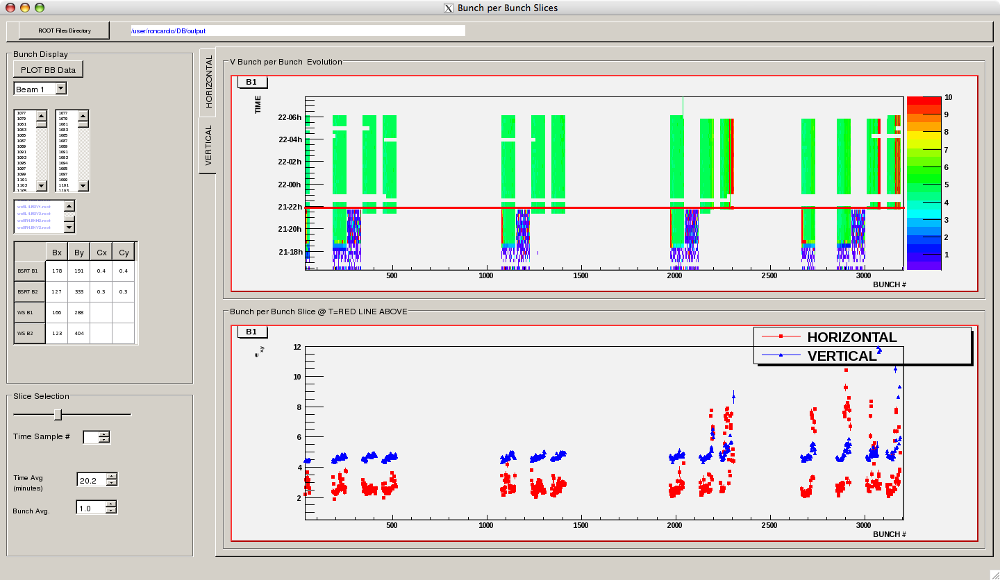 Bunch per Bunch Slices
ROOT Files Directory
/user/roncarolo/DB/output
Bunch Display
PLOT BB Data
Beam 1
1077 1077
1079 1079
1081 1081
1083 1083
1085 1085
1087 1087
1089 1089
1091 1091
1093 1093
1095 1094
1097 1095
1099 1097
1101 1099
1103 1101
ws5L4.B2V1.root
ws5L4.B2V2.root
ws5R4.B1H2.root
ws5R4.B1V2.root
Bx By Cx Cy
BSRT B1 178 191 0.4 0.4
BSRT B2 127 333 0.3 0.3
WS B1 166 288
WS B2 123 404
Slice Selection
Time Sample #
Time Avg
(minutes)
20.2
Bunch Avg.
1.0
HORIZONTAL
VERTICAL
V Bunch per Bunch Evolution
B1
TIME
22-06h
22-04h
22-02h
22-00h
21-22h
21-20h
21-18h
500 1000 1500 2000 2500 3000
BUNCH #
10
9
8
7
6
5
4
3
2
1
Bunch per Bunch Slice @ T=RED LINE ABOVE
B1
HORIZONTAL
VERTICAL
ϵ x,y
12
10
8
6
4
2
500 1000 1500 2000 2500 3000
BUNCH #